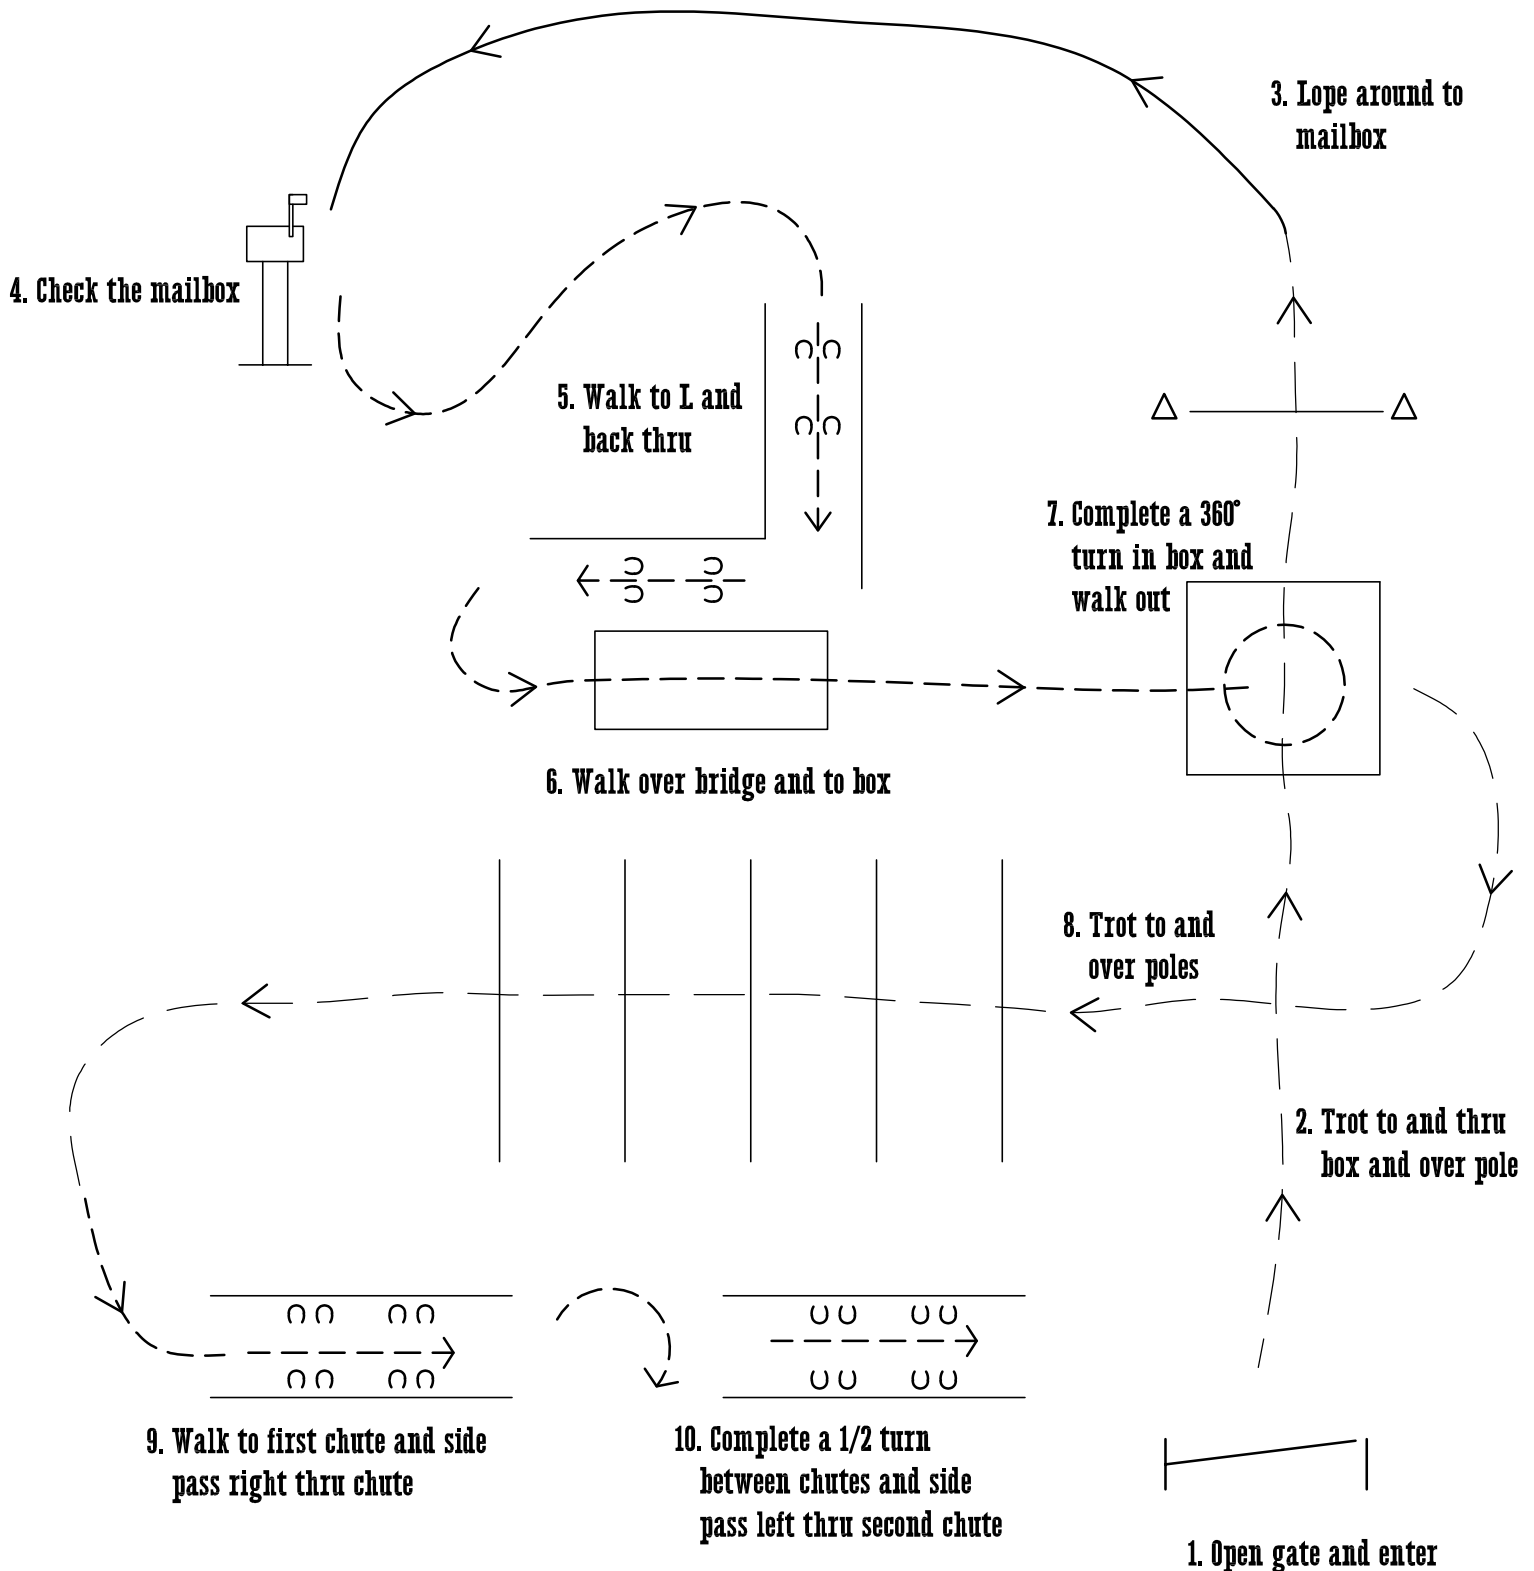 3. Lope around to
mailbox
4. Check the mailbox
5. Walk to L and
back thru
7. Complete a 360°
turn in box and
walk out
6. Walk over bridge and to box
8. Trot to and
over poles
2. Trot to and thru
box and over pole
9. Walk to first chute and side
pass right thru chute
10. Complete a 1/2 turn
between chutes and side
pass left thru second chute
1. Open gate and enter